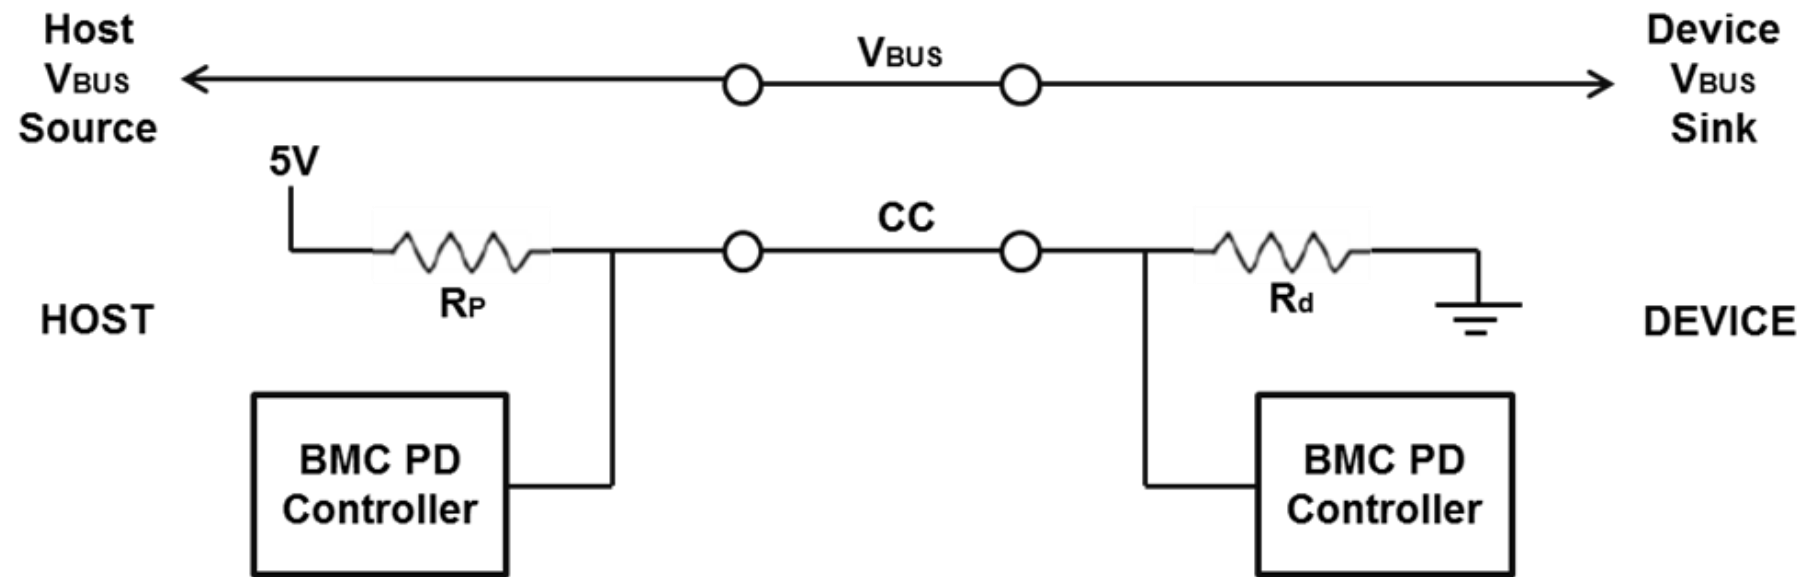 Host
VBUS
Source
VBUS
Device
VBUS
Sink
5V
CC
RP
Rd
HOST
DEVICE
BMC PD
Controller
BMC PD
Controller